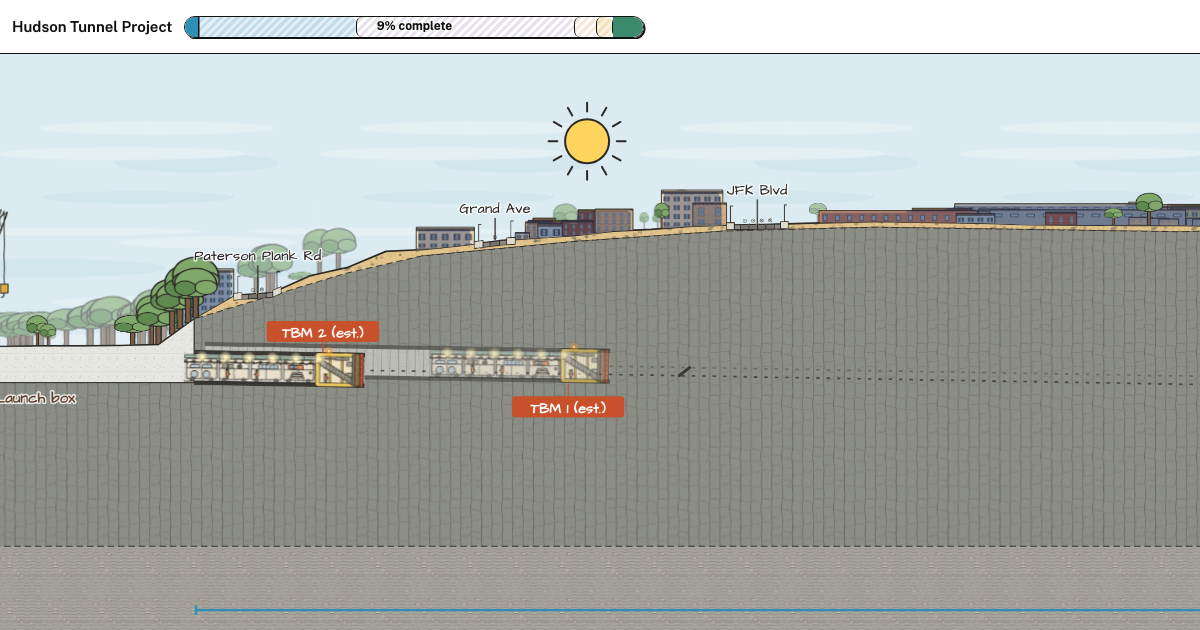 Hudson Tunnel Project
9% complete
JFK Blvd
Grand Ave
Paterson Plank Rd
TBM 2 (est.)
Launch box
TBM 1 (est.)